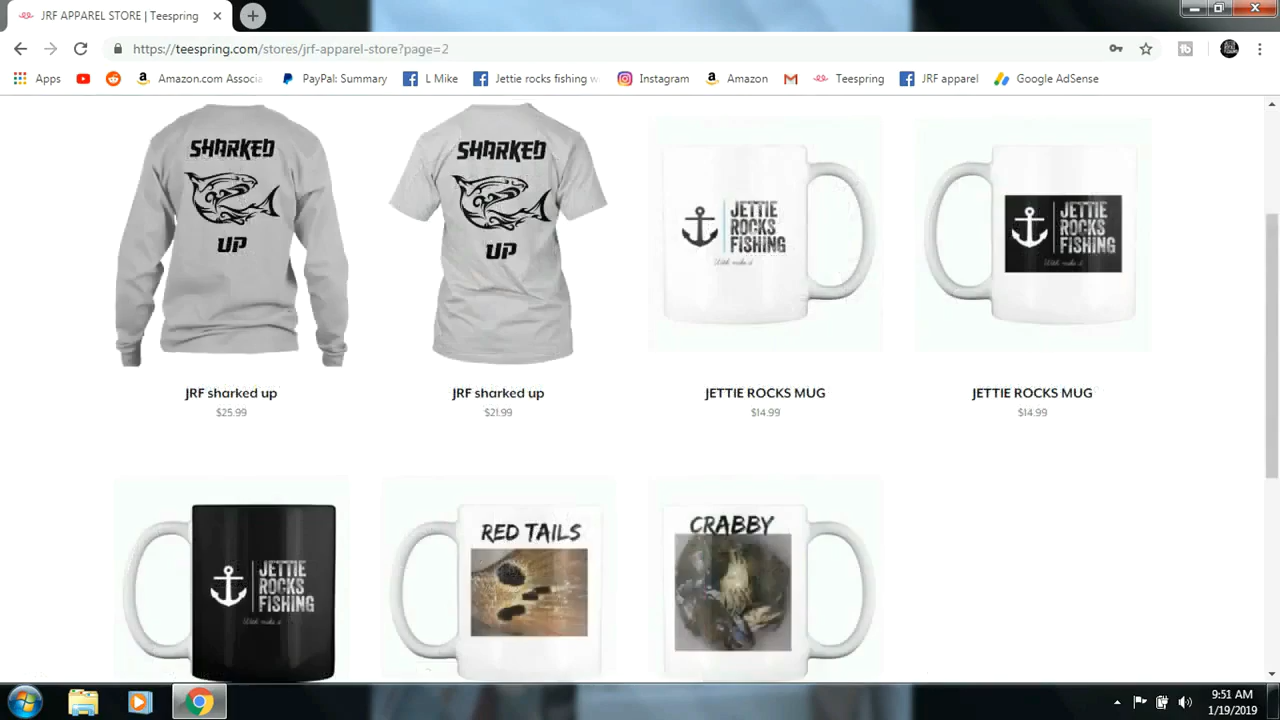 JRF APPAREL STORE | Teespring
https://teespring.com/stores/jrf-apparel-store?page=2
Apps Amazon.com Associa PayPal: Summary L Mike Jettie rocks fishing w Instagram Amazon Teespring JRF apparel Google AdSense
SHARKED
UP
SHARKED
UP
JETTIE
ROCKS
FISHING
JETTIE
ROCKS
FISHING
JRF sharked up
$25.99
JRF sharked up
$21.99
JETTIE ROCKS MUG
$14.99
JETTIE ROCKS MUG
$14.99
JETTIE
ROCKS
FISHING
RED TAILS
CRABBY
9:51 AM
1/19/2019